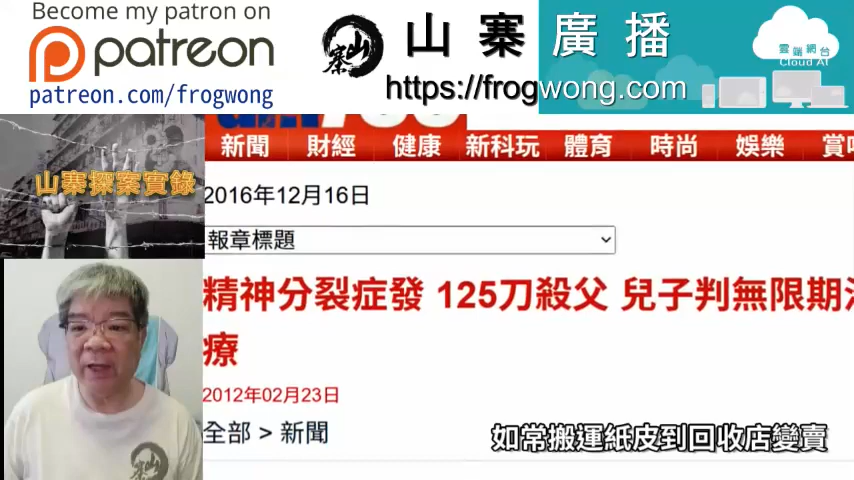 Become my patron on
patreon
patreon.com/frogwong
山寨
山寨廣播
https://frogwong.com
雲端網台
Cloud AI
新聞 財經 健康 新科玩 體育 時尚 娛樂 賞
山寨探案實錄
2016年12月16日
報章標題
精神分裂症發 125刀殺父 兒子判無限期
療
2012年02月23日
全部 > 新聞
如常搬運紙皮到回收店變賣